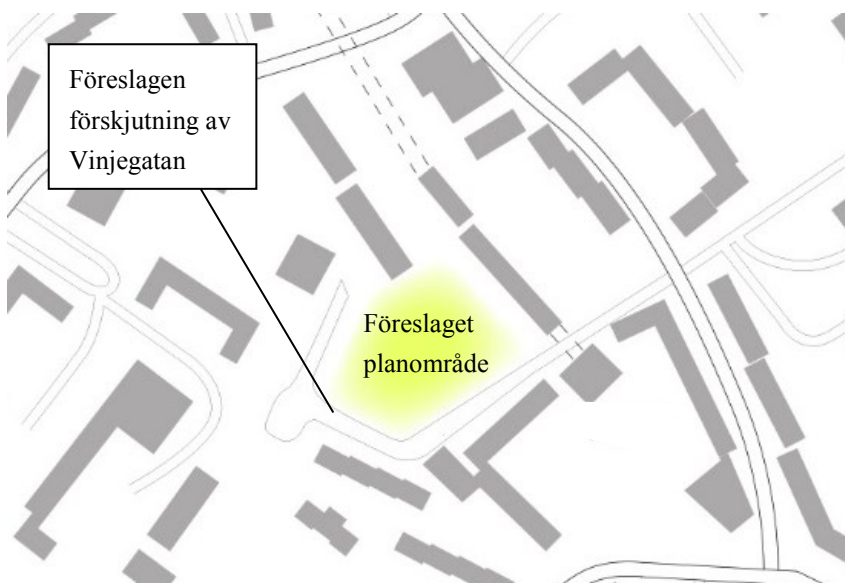 Föreslagen
förskjutning av
Vinjegatan
Föreslaget
planområde